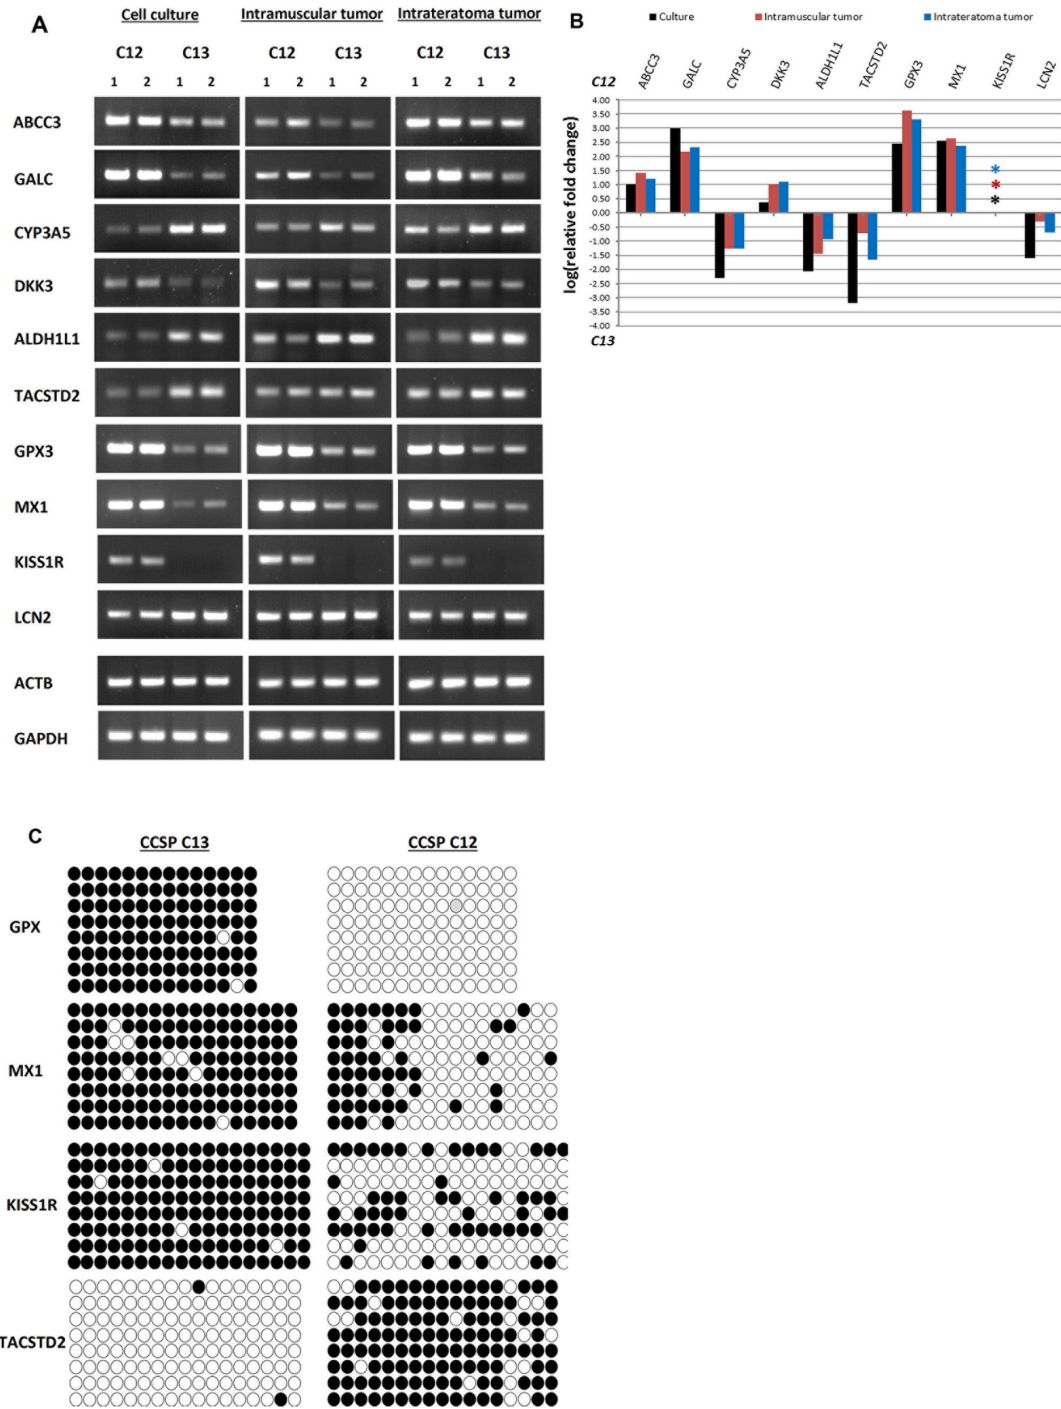 A
Cell culture Intramuscular tumor Intrateratoma tumor
C12 C13 C12 C13 C12 C13
1 2 1 2 1 2 1 2 1 2 1 2
ABCC3
GALC
CYP3A5
DKK3
ALDH1L1
TACSTD2
GPX3
MX1
KISS1R
LCN2
ACTB
GAPDH
B
Culture Intramuscular tumor Intrateratoma tumor
C12 ABCC3 GALC CYP3A5 DKK3 ALDH1L1 TACSTD2 GPX3 MX1 KISS1R LCN2
log(relative fold change)
4.00
3.50
3.00
2.50
2.00
1.50
1.00
0.50
0.00
-0.50
-1.00
-1.50
-2.00
-2.50
-3.00
-3.50
-4.00
* * *
C13
C
CCSP C13 CCSP C12
GPX
MX1
KISS1R
TACSTD2